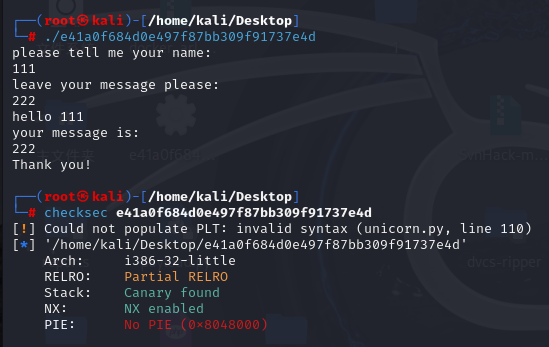 ┌──(root㉿kali)-[/home/kali/Desktop]
└─# ./e41a0f684d0e497f87bb309f91737e4d
please tell me your name:
111
leave your message please:
222
hello 111
your message is:
222
Thank you!
┌──(root㉿kali)-[/home/kali/Desktop]
└─# checksec e41a0f684d0e497f87bb309f91737e4d
[!] Could not populate PLT: invalid syntax (unicorn.py, line 110)
[*] '/home/kali/Desktop/e41a0f684d0e497f87bb309f91737e4d'
Arch: i386-32-little
RELRO: Partial RELRO
Stack: Canary found
NX: NX enabled
PIE: No PIE (0×8048000)